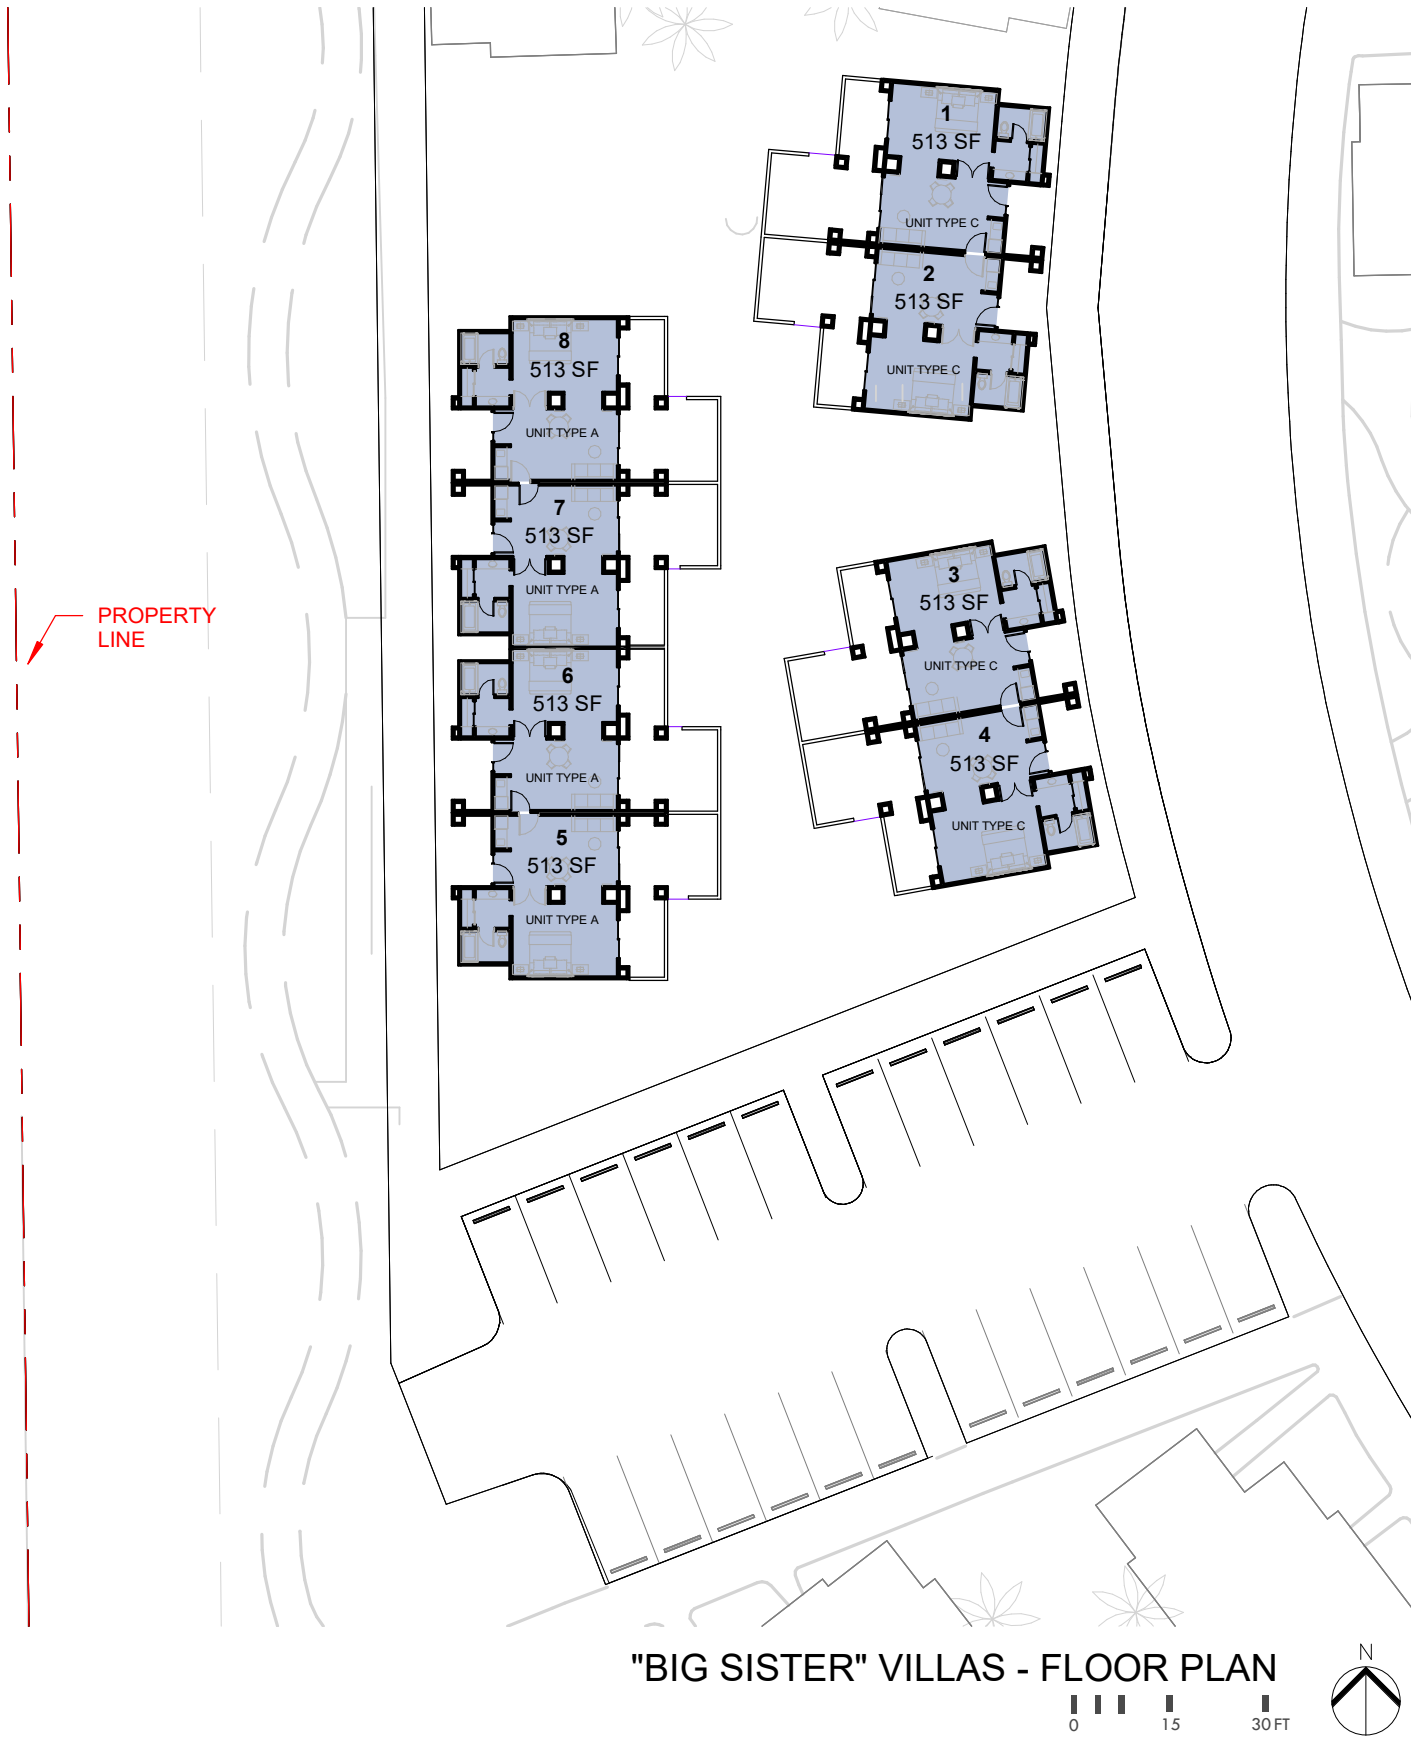 1
513 SF
UNIT TYPE C
2
513 SF
UNIT TYPE C
8
513 SF
UNIT TYPE A
7
513 SF
UNIT TYPE A
3
513 SF
UNIT TYPE C
4
513 SF
UNIT TYPE C
PROPERTY
LINE
6
513 SF
UNIT TYPE A
5
513 SF
UNIT TYPE A
"BIG SISTER" VILLAS - FLOOR PLAN
0 15 30 FT
N